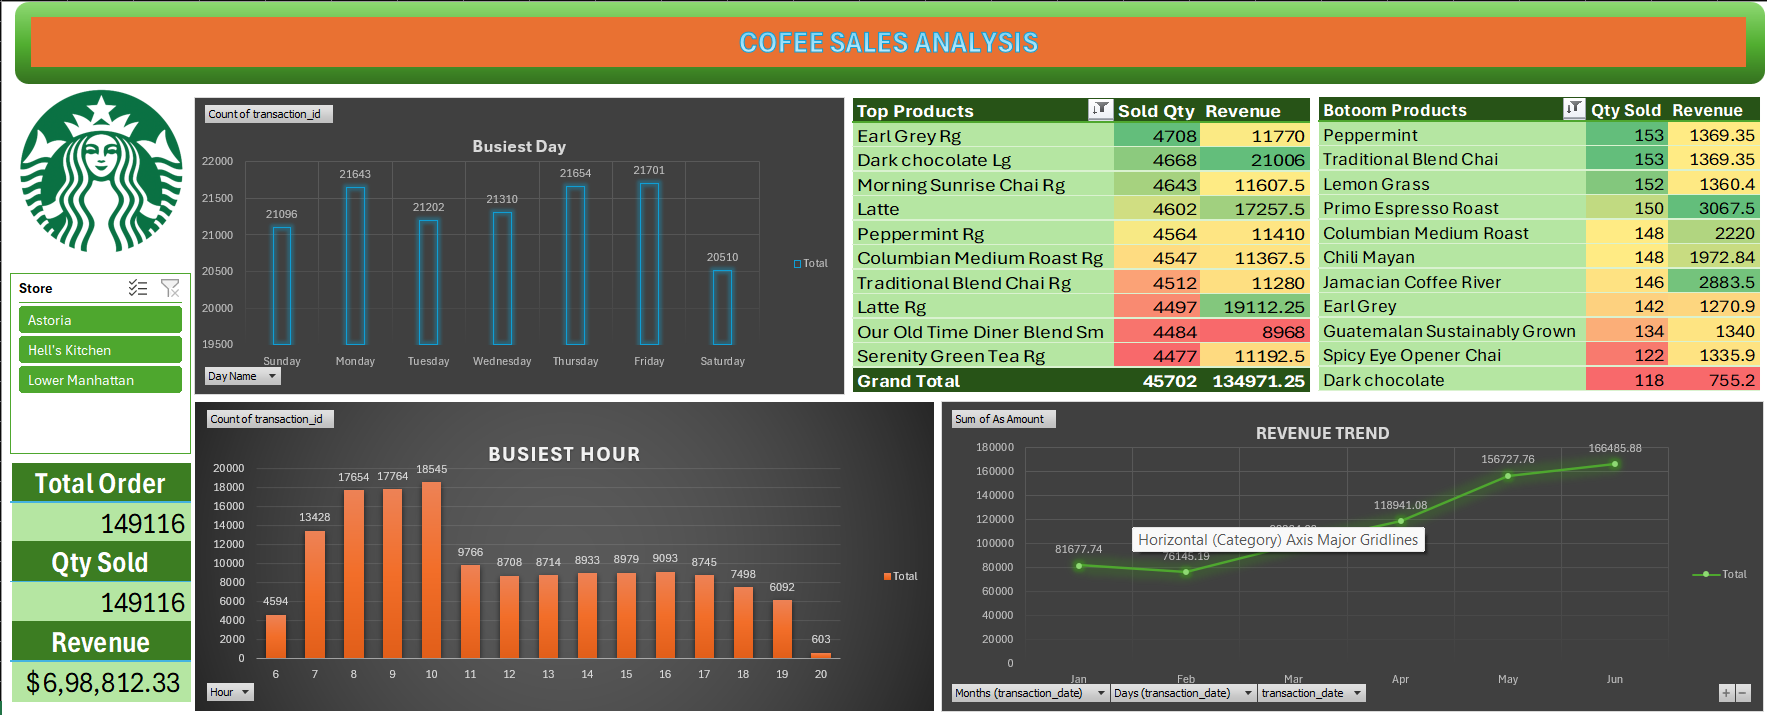 COFEE SALES ANALYSIS
Store
Astoria
Hell's Kitchen
Lower Manhattan
Total Order
149116
Qty Sold
149116
Revenue
$6,98,812.33
Count of transaction_id
Busiest Day
22000
21500
21000
20500
20000
19500
21096
21643
21202
21310
21654
21701
20510
Sunday Monday Tuesday Wednesday Thursday Friday Saturday
Total
Day Name
Top Products Sold Qty Revenue
Earl Grey Rg 4708 11770
Dark chocolate Lg 4668 21006
Morning Sunrise Chai Rg 4643 11607.5
Latte 4602 17257.5
Peppermint Rg 4564 11410
Columbian Medium Roast Rg 4547 11367.5
Traditional Blend Chai Rg 4512 11280
Latte Rg 4497 19112.25
Our Old Time Diner Blend Sm 4484 8968
Serenity Green Tea Rg 4477 11192.5
Grand Total 45702 134971.25
Botoom Products Qty Sold Revenue
Peppermint 153 1369.35
Traditional Blend Chai 153 1369.35
Lemon Grass 152 1360.4
Primo Espresso Roast 150 3067.5
Columbian Medium Roast 148 2220
Chili Mayan 148 1972.84
Jamacian Coffee River 146 2883.5
Earl Grey 142 1270.9
Guatemalan Sustainably Grown 134 1340
Spicy Eye Opener Chai 122 1335.9
Dark chocolate 118 755.2
Count of transaction_id
BUSIEST HOUR
20000
18000
16000
14000
12000
10000
8000
6000
4000
2000
0
4594
13428
17654
17764
18545
9766
8708
8714
8933
8979
9093
8745
7498
6092
603
6 7 8 9 10 11 12 13 14 15 16 17 18 19 20
Total
Hour
Sum of As Amount
REVENUE TREND
180000
160000
140000
120000
100000
80000
60000
40000
20000
0
81677.74
76145.19
118941.08
156727.76
166485.88
Horizontal (Category) Axis Major Gridlines
Jan Feb Mar Apr May Jun
Total
Months (transaction_date) Days (transaction_date) transaction_date
+ −